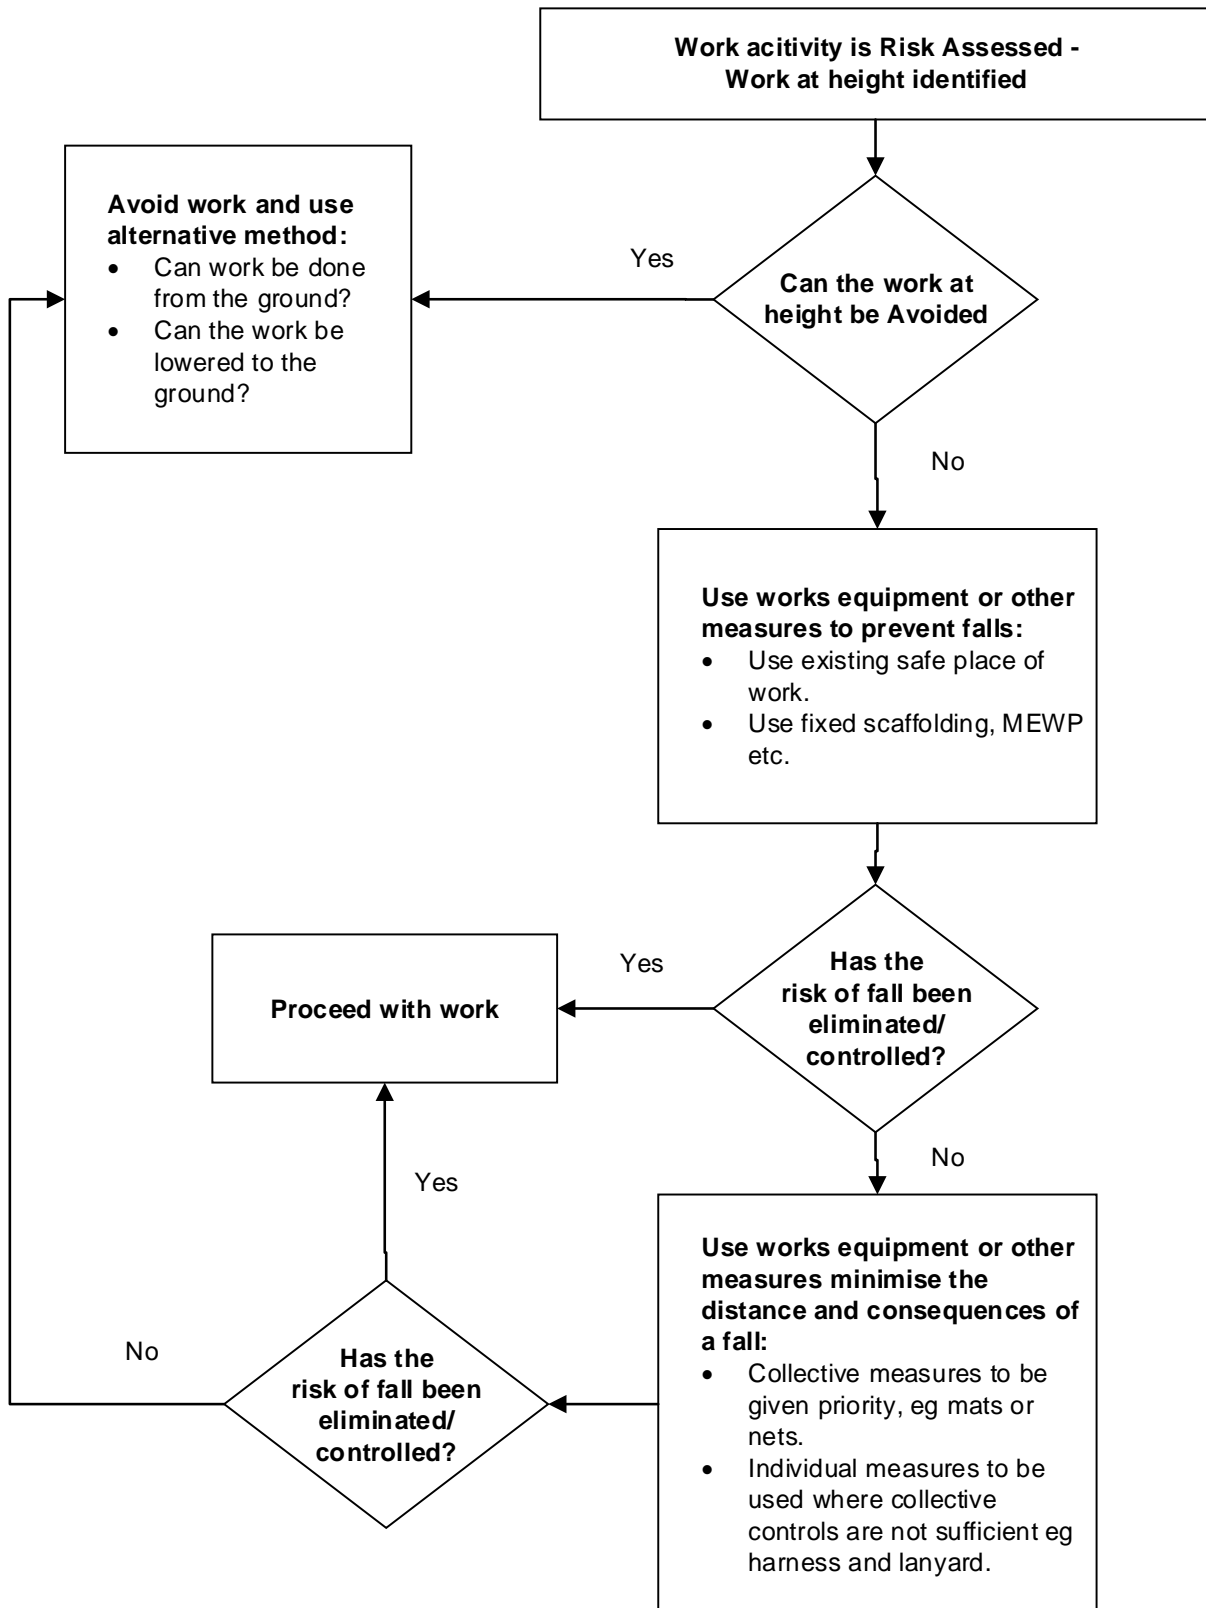 Work acitivity is Risk Assessed -
Work at height identified
Avoid work and use
alternative method:
• Can work be done
from the ground?
• Can the work be
lowered to the
ground?
Yes
Can the work at
height be Avoided
No
Use works equipment or other
measures to prevent falls:
• Use existing safe place of
work.
• Use fixed scaffolding, MEWP
etc.
Proceed with work
Yes
Has the
risk of fall been
eliminated/
controlled?
No
Yes
Use works equipment or other
measures minimise the
distance and consequences of
a fall:
• Collective measures to be
given priority, eg mats or
nets.
• Individual measures to be
used where collective
controls are not sufficient eg
harness and lanyard.
No
Has the
risk of fall been
eliminated/
controlled?